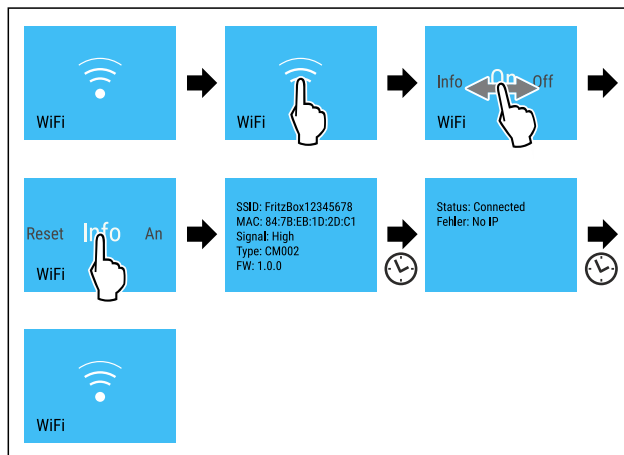 WiFi
WiFi
Info On Off
WiFi
Reset Info An
WiFi
SSID: FritzBox12345678
MAC: 84:7B:EB:1D:2D:C1
Signal: High
Type: CM002
FW: 1.0.0
Status: Connected
Fehler: No IP
WiFi